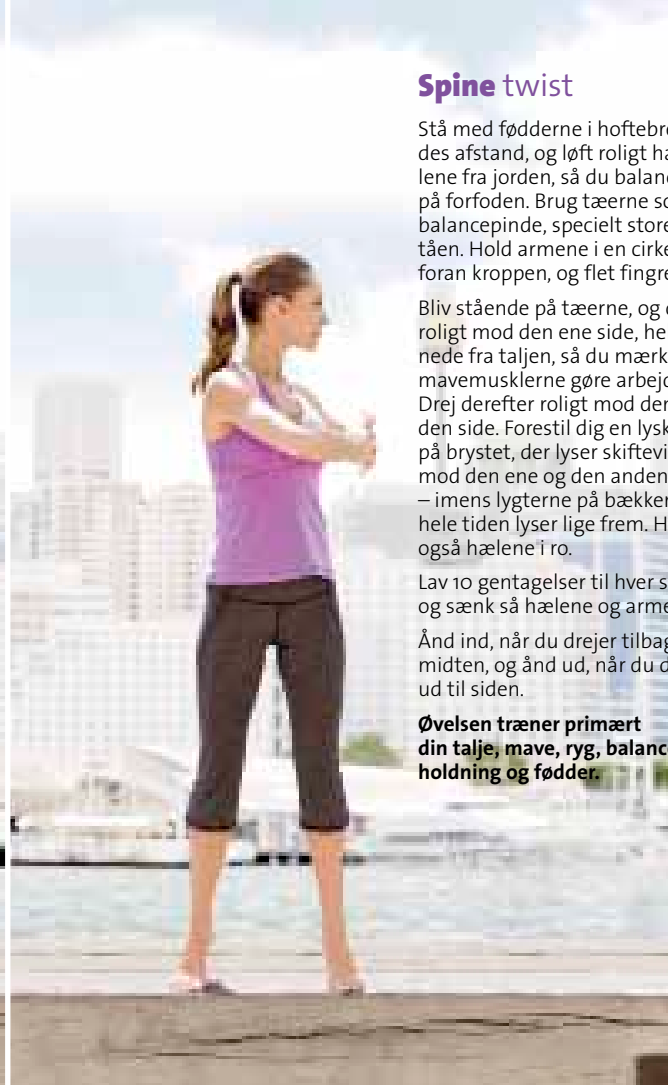 Spine twist
Stå med fødderne i hoftebre
des afstand, og løft roligt hæ
lene fra jorden, så du balanc
på forfoden. Brug tæerne so
balancepinde, specielt store
tåen. Hold armene i en cirke
foran kroppen, og flet fingre
Bliv stående på tæerne, og d
roligt mod den ene side, he
nede fra taljen, så du mærk
mavemusklerne gøre arbejd
Drej derefter roligt mod den
den side. Forestil dig en lysk
på brystet, der lyser skiftevi
mod den ene og den anden
– imens lygterne på bækken
hele tiden lyser lige frem. H
også hælene i ro.
Lav 10 gentagelser til hver s
og sænk så hælene og arme
Ånd ind, når du drejer tilbag
midten, og ånd ud, når du d
ud til siden.
Øvelsen træner primært
din talje, mave, ryg, balance
holdning og fødder.